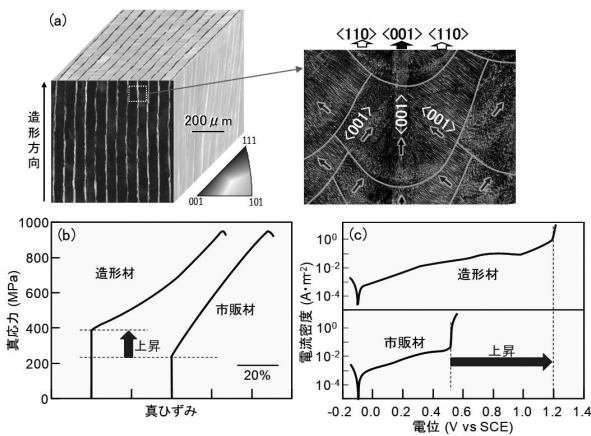 (a)
造形方向
200μm
111
001
101
<110> <001> <110>
<001>
<001>
<001>
(b)
1000
800
600
400
200
0
真応力 (MPa)
造形材
市販材
上昇
20%
真ひずみ
(c)
10⁰
10⁻²
10⁻⁴
造形材
10⁰
10⁻²
10⁻⁴
市販材
上昇
電流密度 (A・m⁻²)
-0.2 0.0 0.2 0.4 0.6 0.8 1.0 1.2 1.4
電位 (V vs SCE)